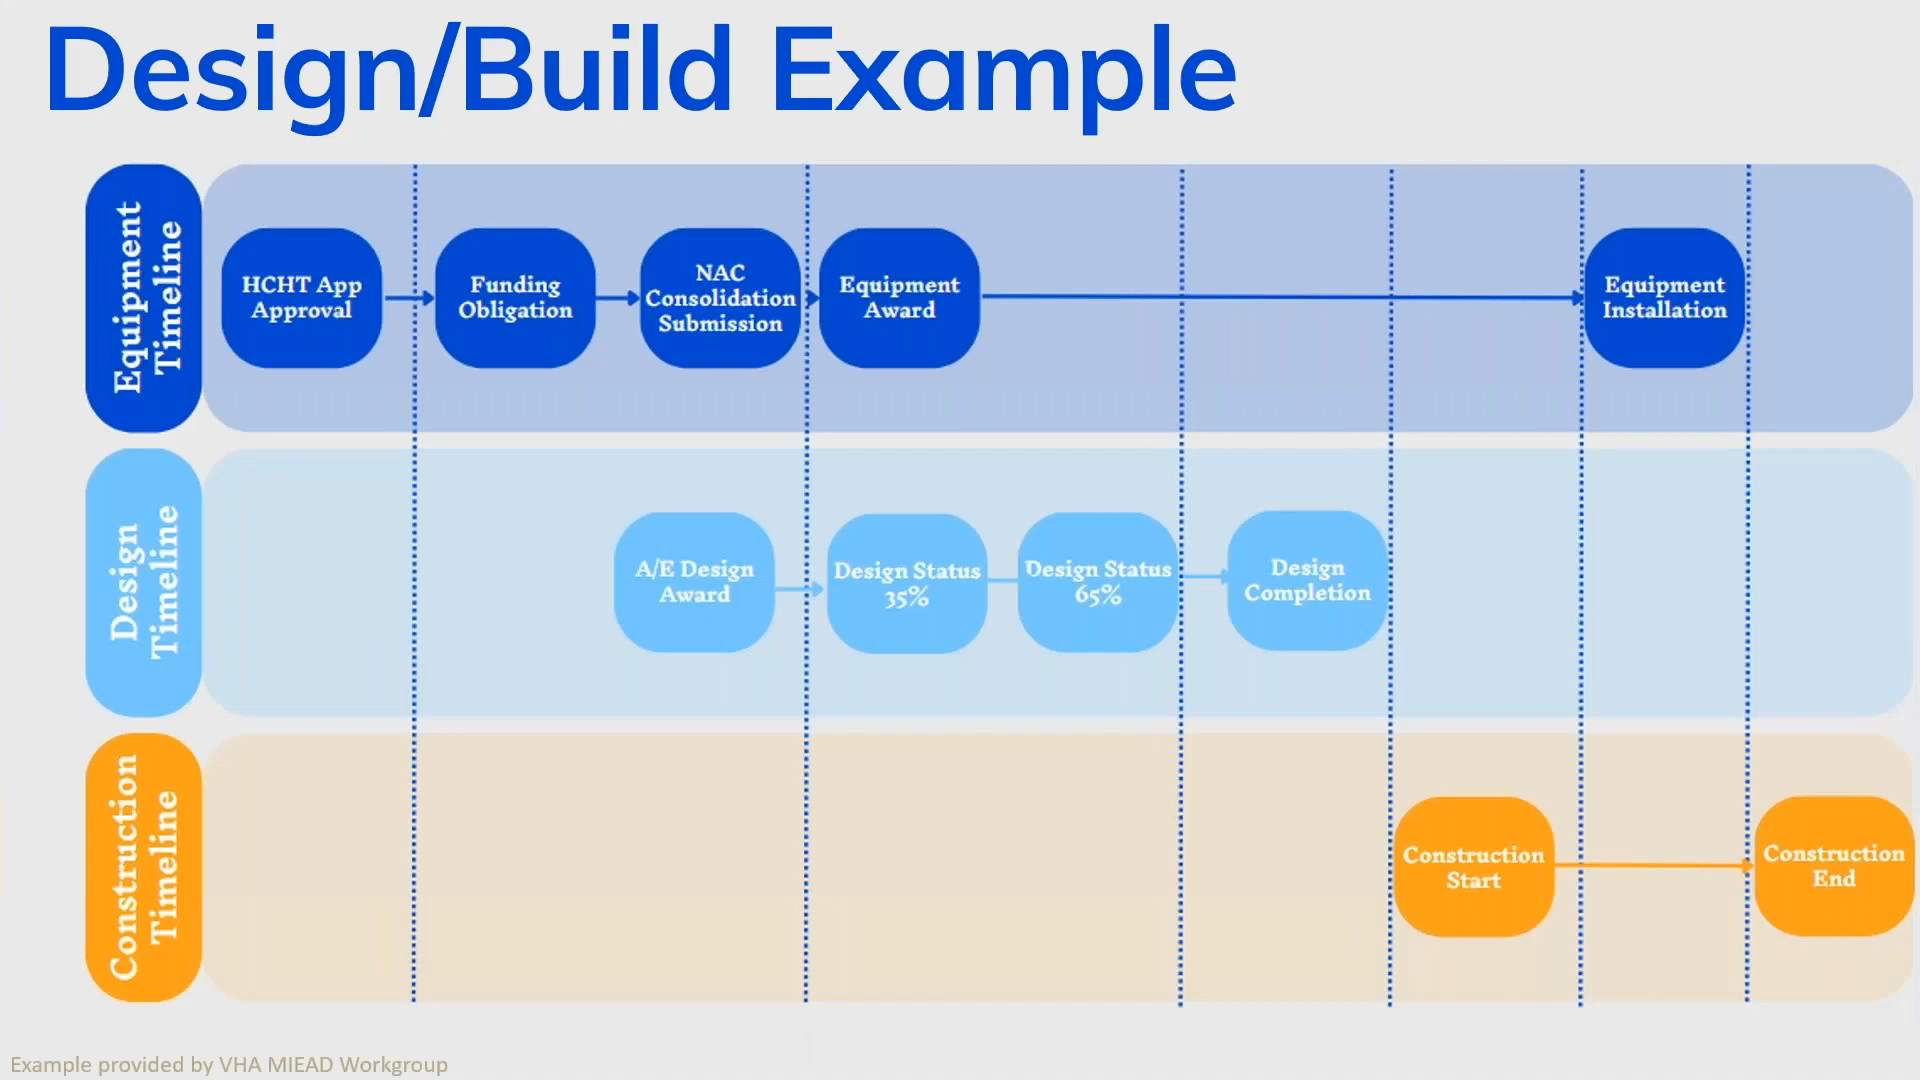 Design/Build Example
Equipment
Timeline
HCHT App
Approval
Funding
Obligation
NAC
Consolidation
Submission
Equipment
Award
Equipment
Installation
Design
Timeline
A/E Design
Award
Design Status
35%
Design Status
65%
Design
Completion
Construction
Timeline
Construction
Start
Construction
End
Example provided by VHA MIEAD Workgroup